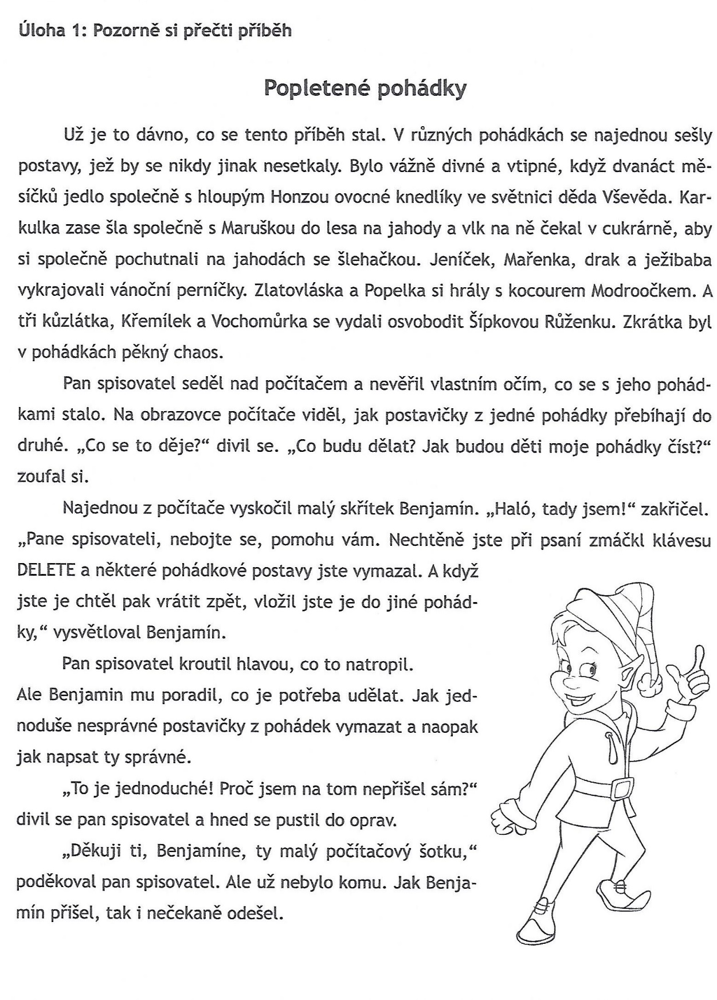 Úloha 1: Pozorně si přečti příběh
Popletené pohádky
Už je to dávno, co se tento příběh stal. V různých pohádkách se najednou sešly
postavy, jež by se nikdy jinak nesetkaly. Bylo vážně divné a vtipné, když dvanáct mě-
síčků jedlo společně s hloupým Honzou ovocné knedlíky ve světnici děda Vševěda. Kar-
kulka zase šla společně s Maruškou do lesa na jahody a vlk na ně čekal v cukrárně, aby
si společně pochutnali na jahodách se šlehačkou. Jeníček, Mařenka, drak a ježibaba
vykrajovali vánoční perníčky. Zlatovláska a Popelka si hrály s kocourem Modroočkem. A
tři kůzlátka, Křemílek a Vochomůrka se vydali osvobodit Šípkovou Růženku. Zkrátka byl
v pohádkách pěkný chaos.
Pan spisovatel seděl nad počítačem a nevěřil vlastním očím, co se s jeho pohád-
kami stalo. Na obrazovce počítače viděl, jak postavičky z jedné pohádky přebíhají do
druhé. „Co se to děje?“ divil se. „Co budu dělat? Jak budou děti moje pohádky číst?“
zoufal si.
Najednou z počítače vyskočil malý skřítek Benjamín. „Haló, tady jsem!“ zakřičel.
„Pane spisovateli, nebojte se, pomohu vám. Nechtěně jste při psaní zmáčkl klávesu
DELETE a některé pohádkové postavy jste vymazal. A když
jste je chtěl pak vrátit zpět, vložil jste je do jiné pohád-
ky,“ vysvětloval Benjamín.
Pan spisovatel kroutil hlavou, co to natropil.
Ale Benjamin mu poradil, co je potřeba udělat. Jak jed-
noduše nesprávné postavičky z pohádek vymazat a naopak
jak napsat ty správné.
„To je jednoduché! Proč jsem na tom nepřišel sám?“
divil se pan spisovatel a hned se pustil do oprav.
„Děkuji ti, Benjamíne, ty malý počítačový šotku,“
poděkoval pan spisovatel. Ale už nebylo komu. Jak Benja-
mín přišel, tak i nečekaně odešel.